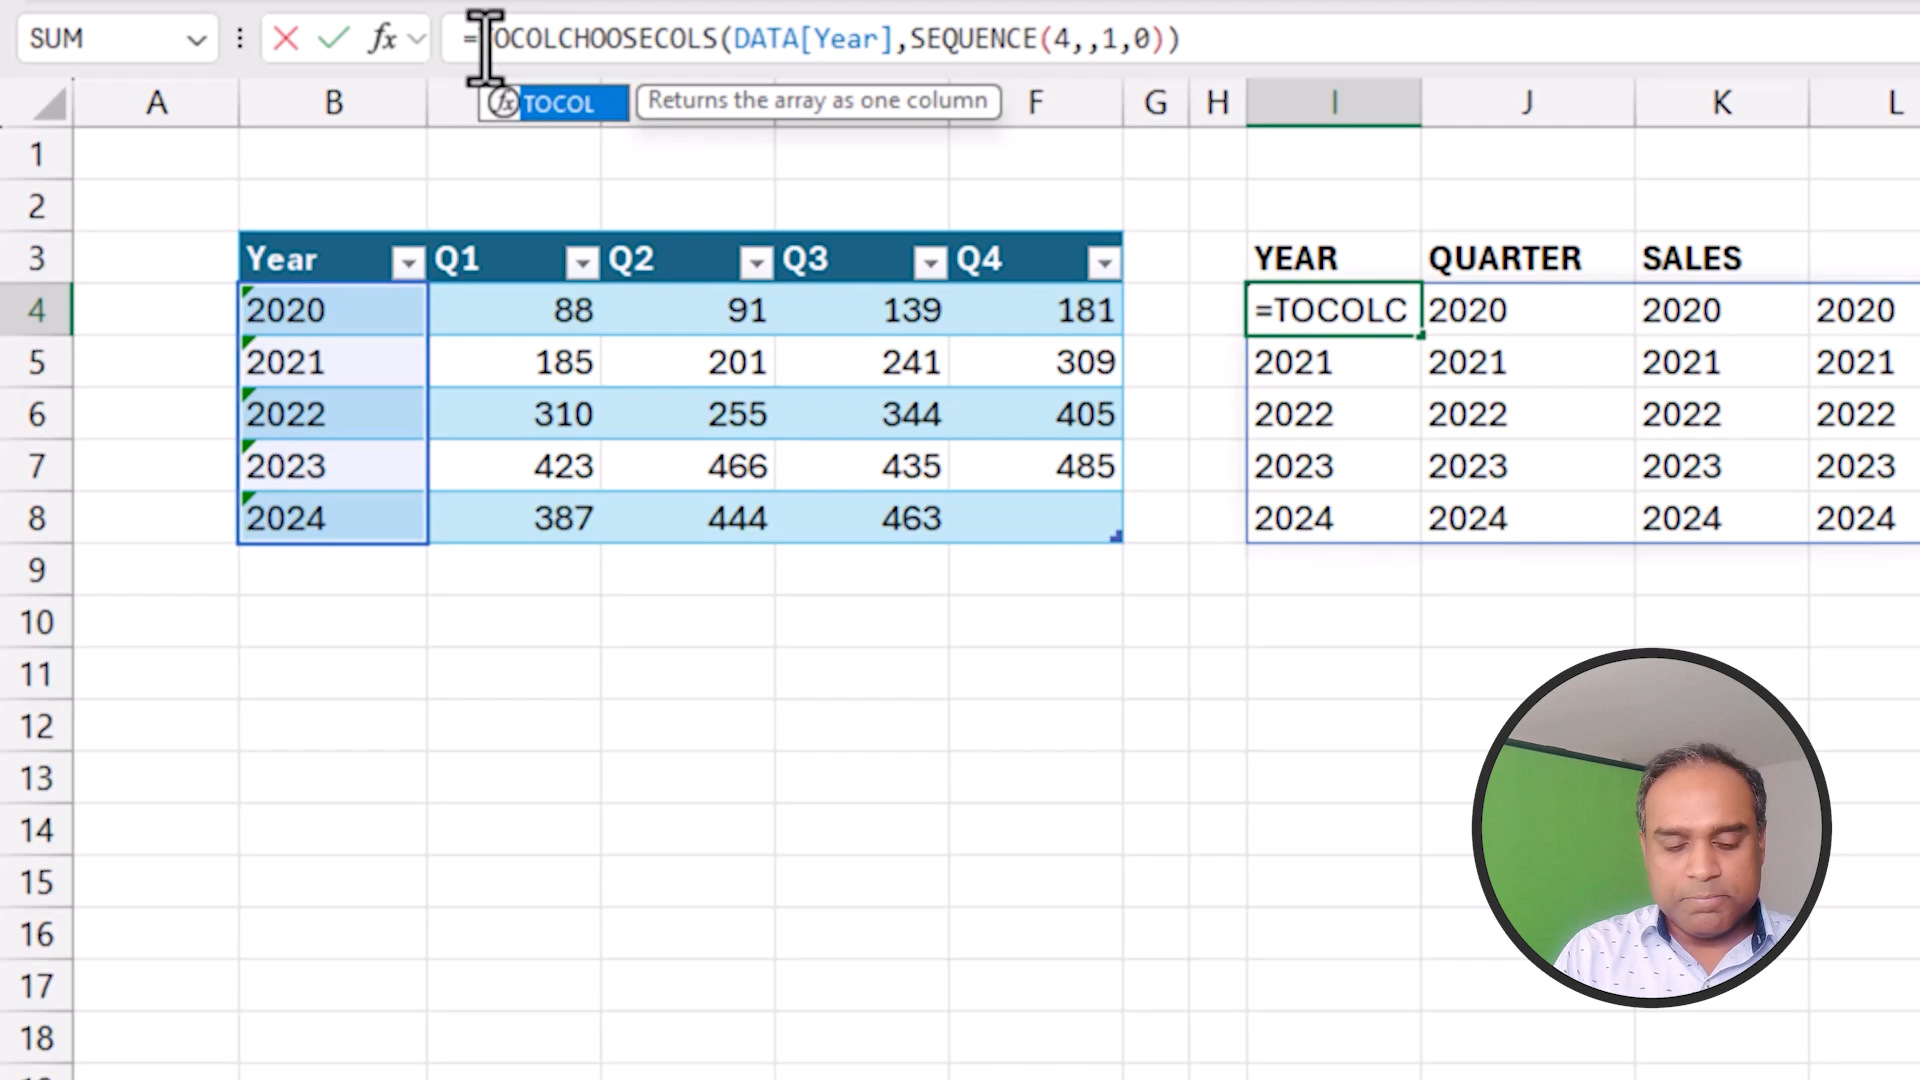 SUM fx =TOCOLCHOOSECOLS(DATA[Year],SEQUENCE(4,,1,0))
fx TOCOL Returns the array as one column
A B F G H I J K L
1
2
3 Year Q1 Q2 Q3 Q4 YEAR QUARTER SALES
4 2020 88 91 139 181 =TOCOLC 2020 2020 2020
5 2021 185 201 241 309 2021 2021 2021 2021
6 2022 310 255 344 405 2022 2022 2022 2022
7 2023 423 466 435 485 2023 2023 2023 2023
8 2024 387 444 463 2024 2024 2024 2024
9
10
11
12
13
14
15
16
17
18